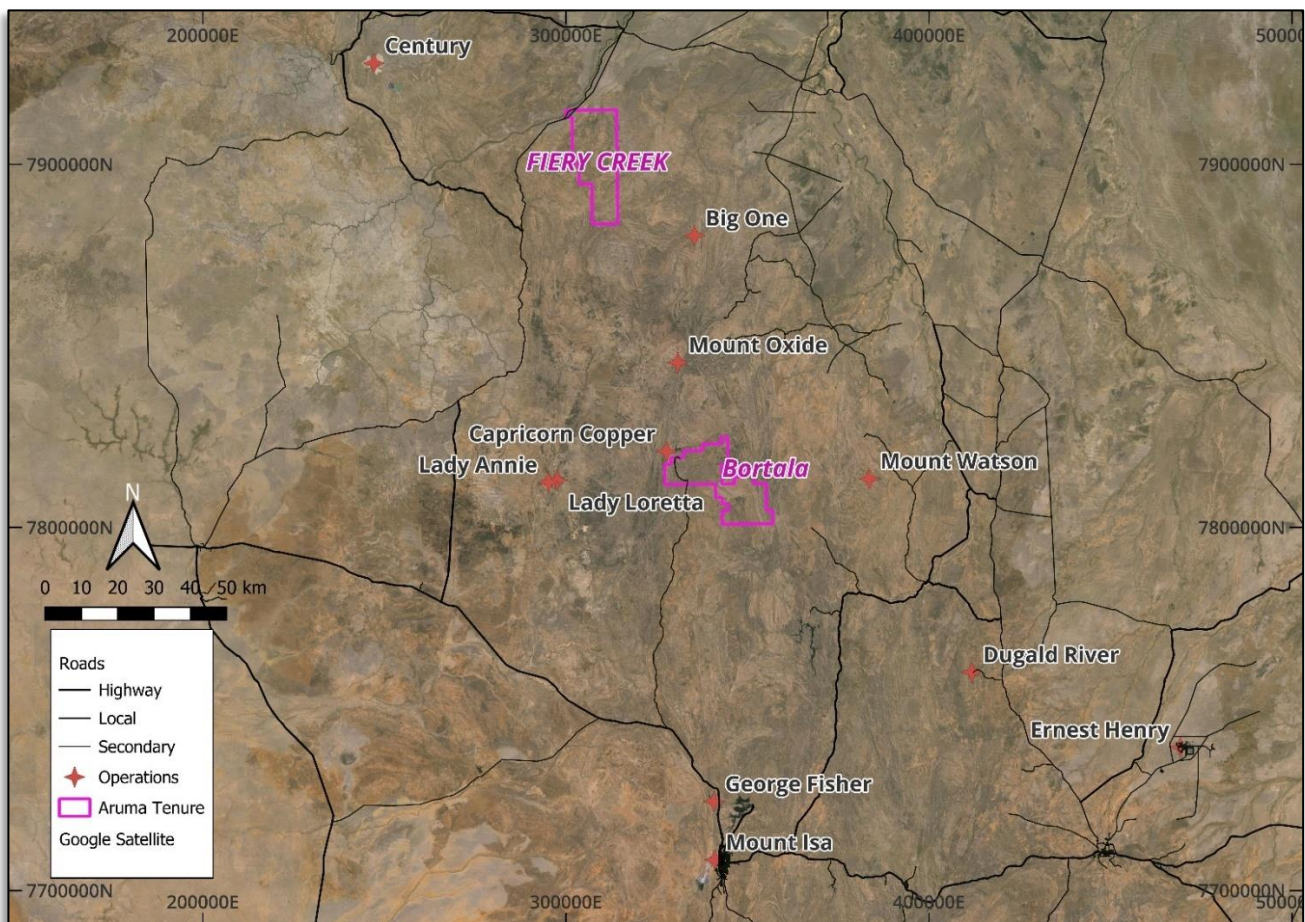 200000E
300000E
400000E
50000
Century
7900000N
7900000N
FIERY CREEK
Big One
Mount Oxide
Capricorn Copper
Bortala
Lady Annie
Mount Watson
Lady Loretta
N
7800000N
7800000N
0 10 20 30 40 50 km
Roads
Highway
Local
Secondary
Operations
Aruma Tenure
Google Satellite
Dugald River
Ernest Henry
George Fisher
Mount Isa
7700000N
7700000N
200000E
300000E
400000E
50000